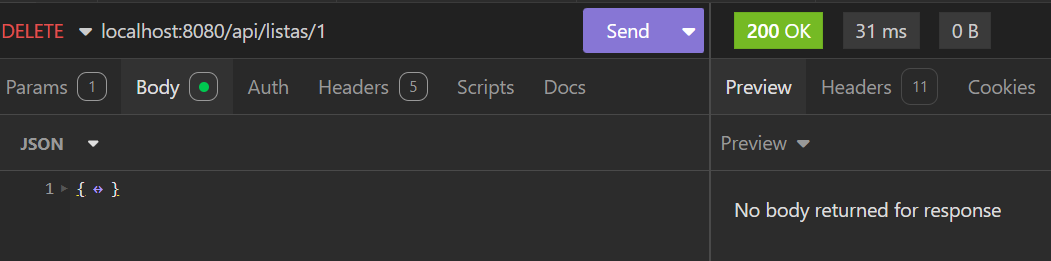 DELETE localhost:8080/api/listas/1 Send 200 OK 31 ms 0 B
Params 1 Body Auth Headers 5 Scripts Docs Preview Headers 11 Cookies
JSON Preview
1 { ↔ } No body returned for response